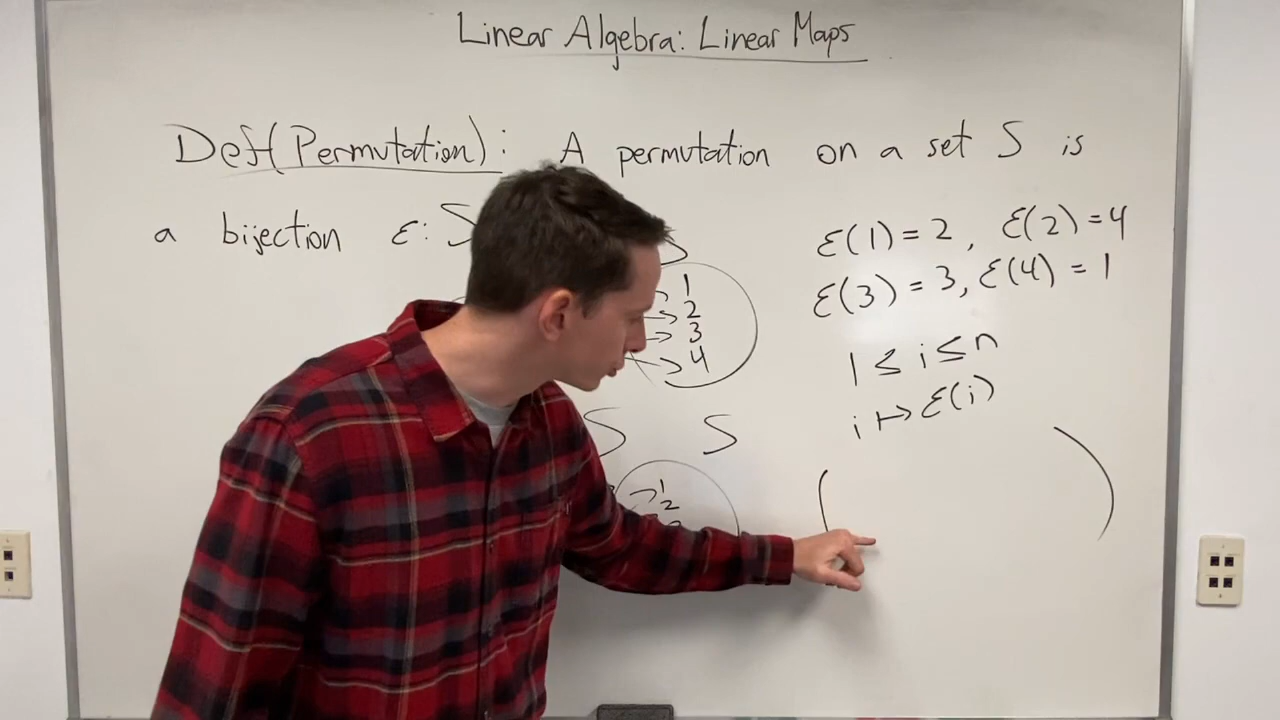 Linear Algebra: Linear Maps
Def(Permutation): A permutation on a set S is
a bijection ε: S
S
ε(1) = 2, ε(2) = 4
ε(3) = 3, ε(4) = 1
1
2
3
4
1 ≤ i ≤ n
i ↦ ε(i)
S S
1
2
( )